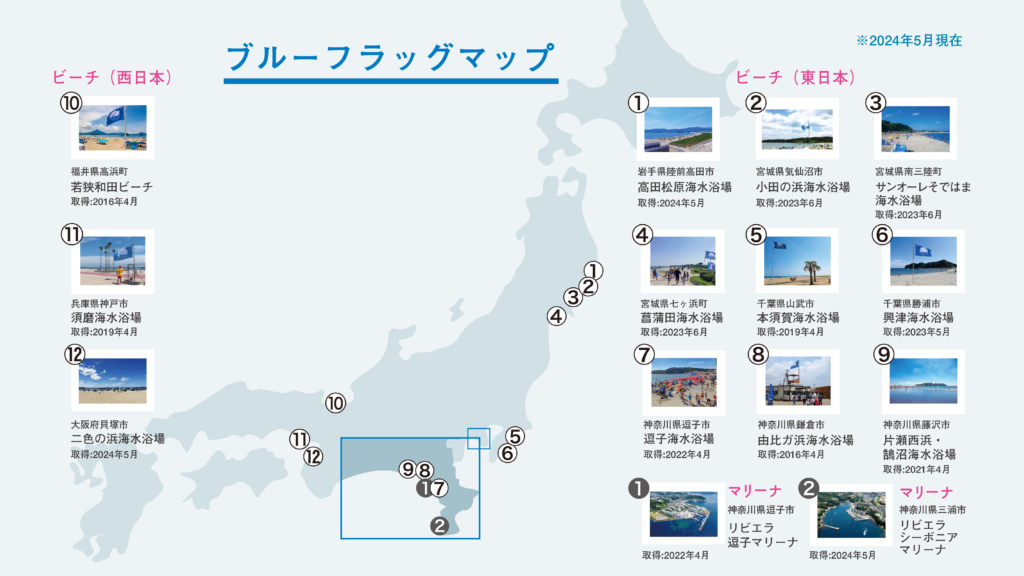 ブルーフラッグマップ
※2024年5月現在
ビーチ（西日本）
⑩
福井県高浜町
若狭和田ビーチ
取得:2016年4月
⑪
兵庫県神戸市
須磨海水浴場
取得:2019年4月
⑫
大阪府貝塚市
二色の浜海水浴場
取得:2024年5月
ビーチ（東日本）
①
岩手県陸前高田市
高田松原海水浴場
取得:2024年5月
②
宮城県気仙沼市
小田の浜海水浴場
取得:2023年6月
③
宮城県南三陸町
サンオーレそではま
海水浴場
取得:2023年6月
④
宮城県七ヶ浜町
菖蒲田海水浴場
取得:2023年6月
⑤
千葉県山武市
本須賀海水浴場
取得:2019年4月
⑥
千葉県勝浦市
興津海水浴場
取得:2023年5月
⑦
神奈川県逗子市
逗子海水浴場
取得:2022年4月
⑧
神奈川県鎌倉市
由比ガ浜海水浴場
取得:2016年4月
⑨
神奈川県藤沢市
片瀬西浜・
鵠沼海水浴場
取得:2021年4月
❶
マリーナ
神奈川県逗子市
リビエラ
逗子マリーナ
取得:2022年4月
❷
マリーナ
神奈川県三浦市
リビエラ
シーボニア
マリーナ
取得:2024年5月
①
②
③
④
⑩
⑪
⑫
⑤
⑥
⑨
⑧
❶
⑦
❷